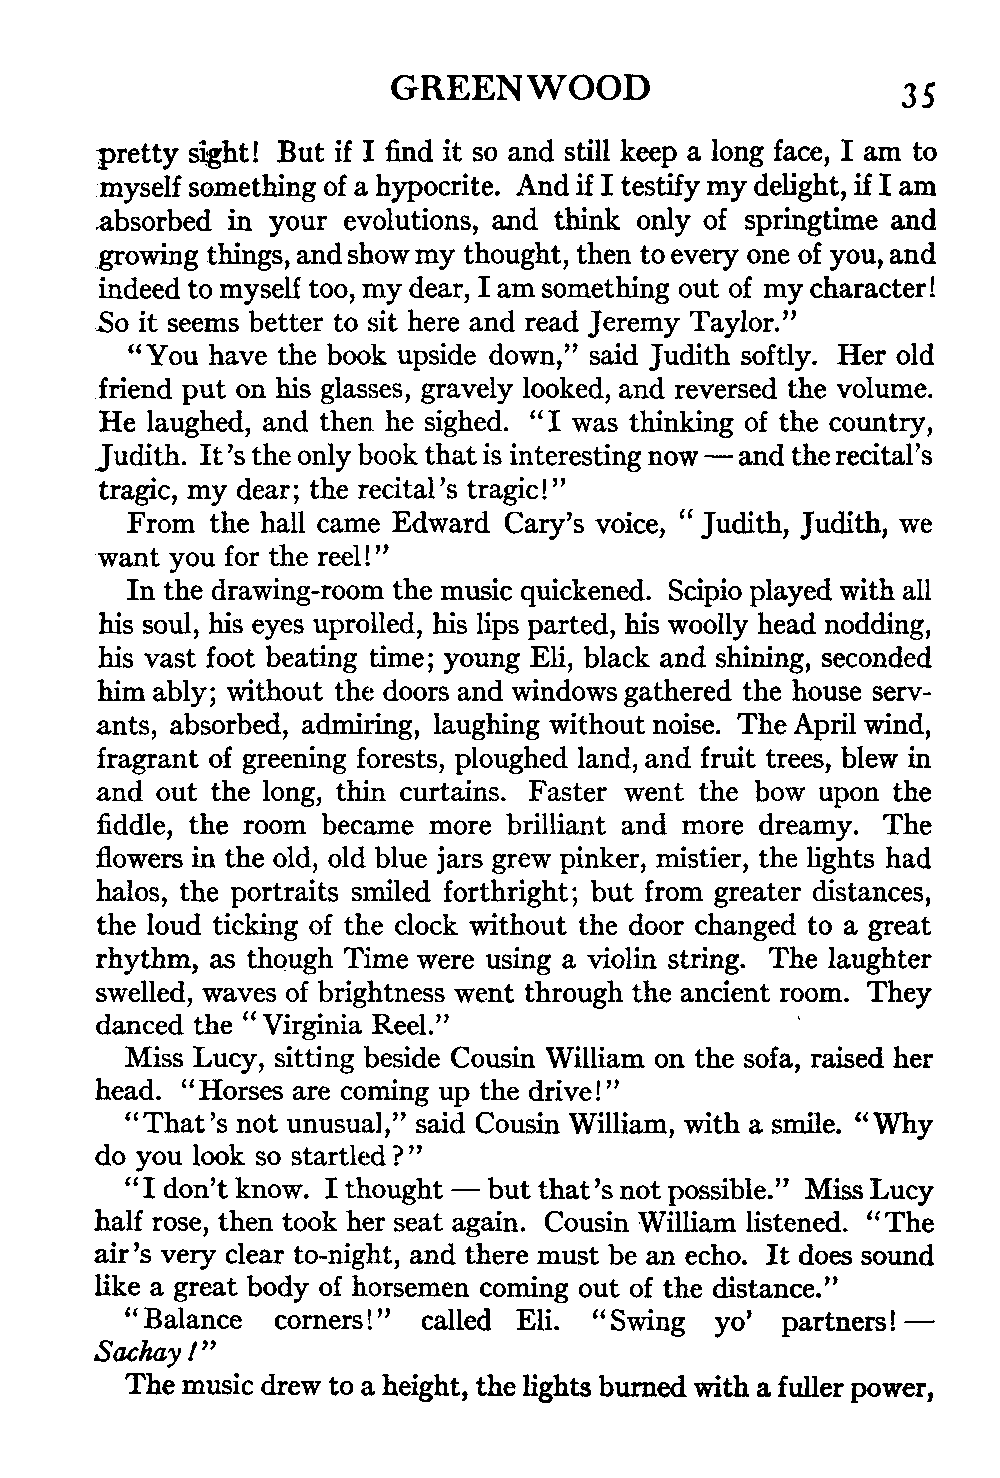 GREENWOOD 35
pretty sight! But if I find it so and still keep a long face, I am to
myself something of a hypocrite. And if I testify my delight, if I am
absorbed in your evolutions, and think only of springtime and
growing things, and show my thought, then to every one of you, and
indeed to myself too, my dear, I am something out of my character!
So it seems better to sit here and read Jeremy Taylor.”
“You have the book upside down,” said Judith softly. Her old
friend put on his glasses, gravely looked, and reversed the volume.
He laughed, and then he sighed. “I was thinking of the country,
Judith. It’s the only book that is interesting now — and the recital’s
tragic, my dear; the recital’s tragic!”
From the hall came Edward Cary’s voice, “Judith, Judith, we
want you for the reel!”
In the drawing-room the music quickened. Scipio played with all
his soul, his eyes uprolled, his lips parted, his woolly head nodding,
his vast foot beating time; young Eli, black and shining, seconded
him ably; without the doors and windows gathered the house serv-
ants, absorbed, admiring, laughing without noise. The April wind,
fragrant of greening forests, ploughed land, and fruit trees, blew in
and out the long, thin curtains. Faster went the bow upon the
fiddle, the room became more brilliant and more dreamy. The
flowers in the old, old blue jars grew pinker, mistier, the lights had
halos, the portraits smiled forthright; but from greater distances,
the loud ticking of the clock without the door changed to a great
rhythm, as though Time were using a violin string. The laughter
swelled, waves of brightness went through the ancient room. They
danced the “Virginia Reel.”
Miss Lucy, sitting beside Cousin William on the sofa, raised her
head. “Horses are coming up the drive!”
“That’s not unusual,” said Cousin William, with a smile. “Why
do you look so startled?”
“I don’t know. I thought — but that’s not possible.” Miss Lucy
half rose, then took her seat again. Cousin William listened. “The
air’s very clear to-night, and there must be an echo. It does sound
like a great body of horsemen coming out of the distance.”
“Balance corners!” called Eli. “Swing yo’ partners! —
Sachay!”
The music drew to a height, the lights burned with a fuller power,